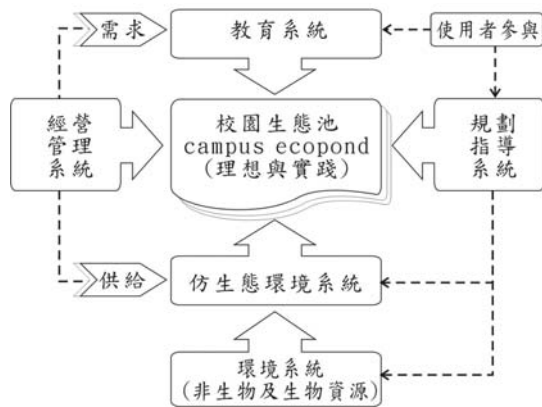 需求
教育系統
使用者參與
經營
管理
系統
校園生態池
campus ecopond
(理想與實踐)
規劃
指導
系統
供給
仿生態環境系統
環境系統
(非生物及生物資源)